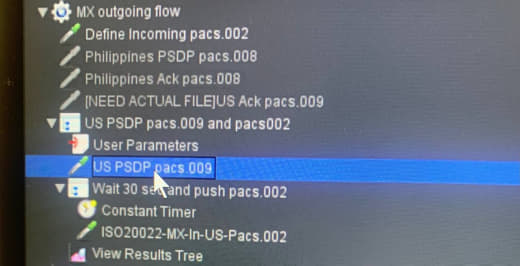 MX outgoing flow
Define Incoming pacs.002
Philippines PSDP pacs.008
Philippines Ack pacs.008
[NEED ACTUAL FILE]US Ack pacs.009
US PSDP pacs.009 and pacs002
User Parameters
US PSDP pacs.009
Wait 30 sec and push pacs.002
Constant Timer
ISO20022-MX-In-US-Pacs.002
View Results Tree